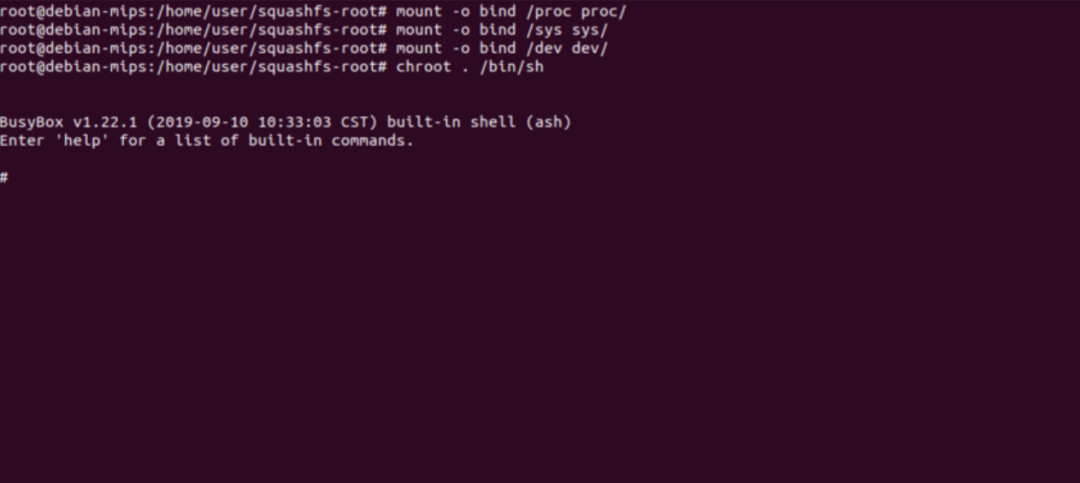 root@debian-mips:/home/user/squashfs-root# mount -o bind /proc proc/
root@debian-mips:/home/user/squashfs-root# mount -o bind /sys sys/
root@debian-mips:/home/user/squashfs-root# mount -o bind /dev dev/
root@debian-mips:/home/user/squashfs-root# chroot . /bin/sh
BusyBox v1.22.1 (2019-09-10 10:33:03 CST) built-in shell (ash)
Enter 'help' for a list of built-in commands.
#